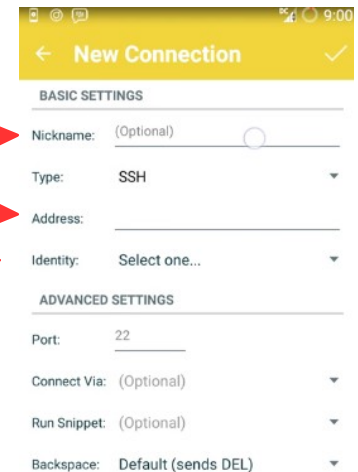 9:00
New Connection
BASIC SETTINGS
Nickname: (Optional)
Type: SSH
Address:
Identity: Select one...
ADVANCED SETTINGS
Port: 22
Connect Via: (Optional)
Run Snippet: (Optional)
Backspace: Default (sends DEL)